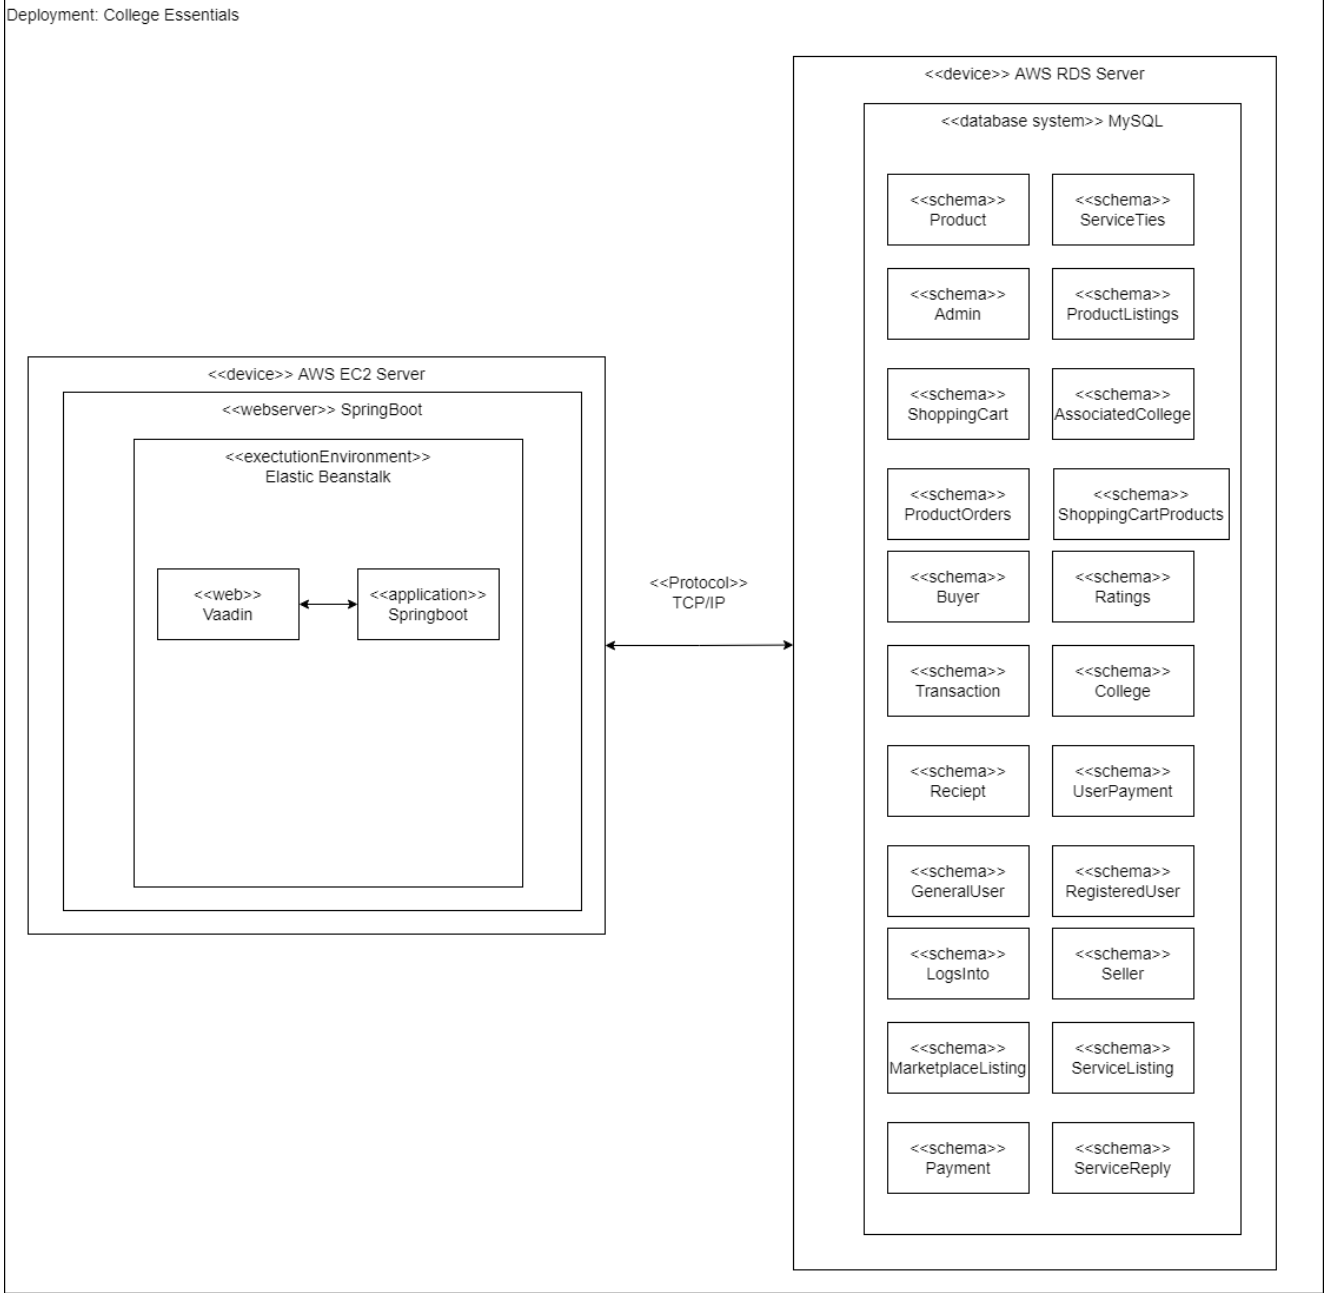 Deployment: College Essentials
<<device>> AWS RDS Server
<<database system>> MySQL
<<schema>>
Product
<<schema>>
ServiceTies
<<schema>>
Admin
<<schema>>
ProductListings
<<schema>>
ShoppingCart
<<schema>>
AssociatedCollege
<<schema>>
ProductOrders
<<schema>>
ShoppingCartProducts
<<schema>>
Buyer
<<schema>>
Ratings
<<schema>>
Transaction
<<schema>>
College
<<schema>>
Reciept
<<schema>>
UserPayment
<<schema>>
GeneralUser
<<schema>>
RegisteredUser
<<schema>>
LogsInto
<<schema>>
Seller
<<schema>>
MarketplaceListing
<<schema>>
ServiceListing
<<schema>>
Payment
<<schema>>
ServiceReply
<<device>> AWS EC2 Server
<<webserver>> SpringBoot
<<exectutionEnvironment>>
Elastic Beanstalk
<<web>>
Vaadin
<<application>>
Springboot
<<Protocol>>
TCP/IP